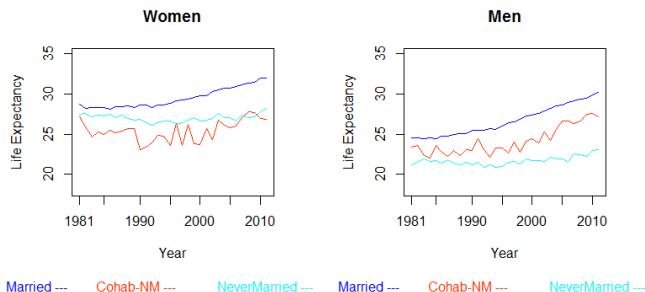 Women
Life Expectancy
35
30
25
20
1981 1990 2000 2010
Year
Married --- Cohab-NM --- NeverMarried ---
Men
Life Expectancy
35
30
25
20
1981 1990 2000 2010
Year
Married --- Cohab-NM --- NeverMarried ---